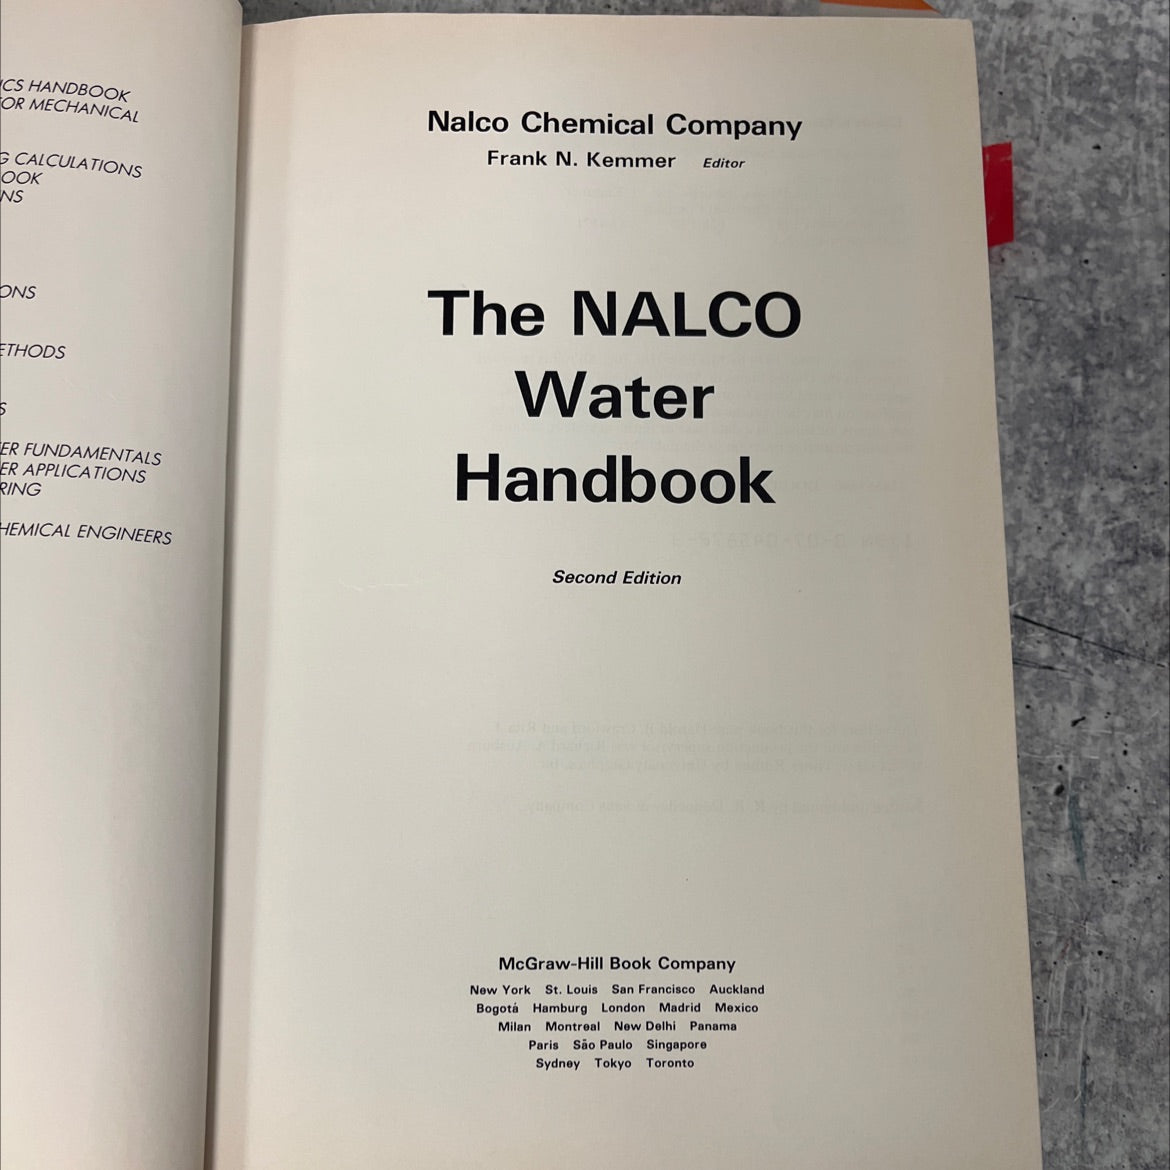 ICS HANDBOOK
FOR MECHANICAL
G CALCULATIONS
OOK
NS
ONS
ETHODS
S
ER FUNDAMENTALS
ER APPLICATIONS
RING
HEMICAL ENGINEERS
Nalco Chemical Company
Frank N. Kemmer Editor
The NALCO
Water
Handbook
Second Edition
McGraw-Hill Book Company
New York St. Louis San Francisco Auckland
Bogotá Hamburg London Madrid Mexico
Milan Montreal New Delhi Panama
Paris São Paulo Singapore
Sydney Tokyo Toronto